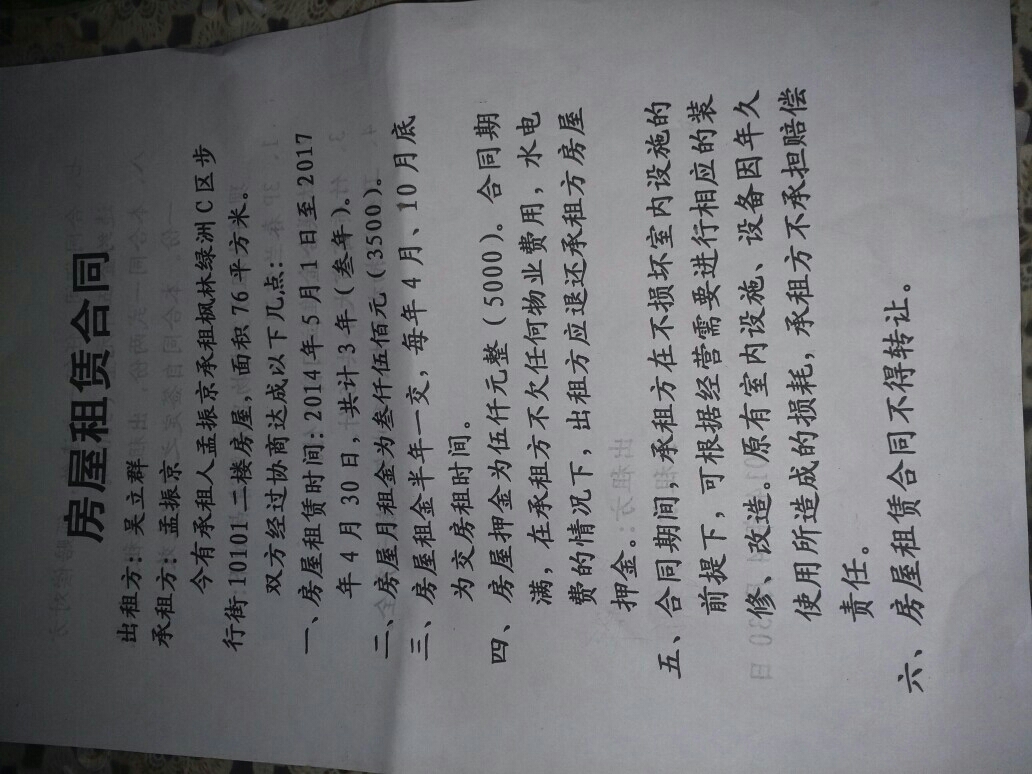 房屋租赁合同
出租方：吴立群
承租方：孟振京
今有承租人孟振京承租枫林绿洲C区步
行街10101二楼房屋，面积76平方米。
双方经过协商达成以下几点：
一、房屋租赁时间：2014年5月1日至2017
年4月30日，共计3年（叁年）。
二、房屋月租金为叁仟伍佰元（3500）。
三、房屋租金半年一交，每年4月、10月底
为交房租时间。
四、房屋押金为伍仟元整（5000）。合同期
满，在承租方不欠任何物业费用，水电
费的情况下，出租方应退还承租方房屋
押金。
五、合同期间，承租方在不损坏室内设施的
前提下，可根据经营需要进行相应的装
修、改造。原有室内设施、设备因年久
使用所造成的损耗，承租方不承担赔偿
责任。
六、房屋租赁合同不得转让。